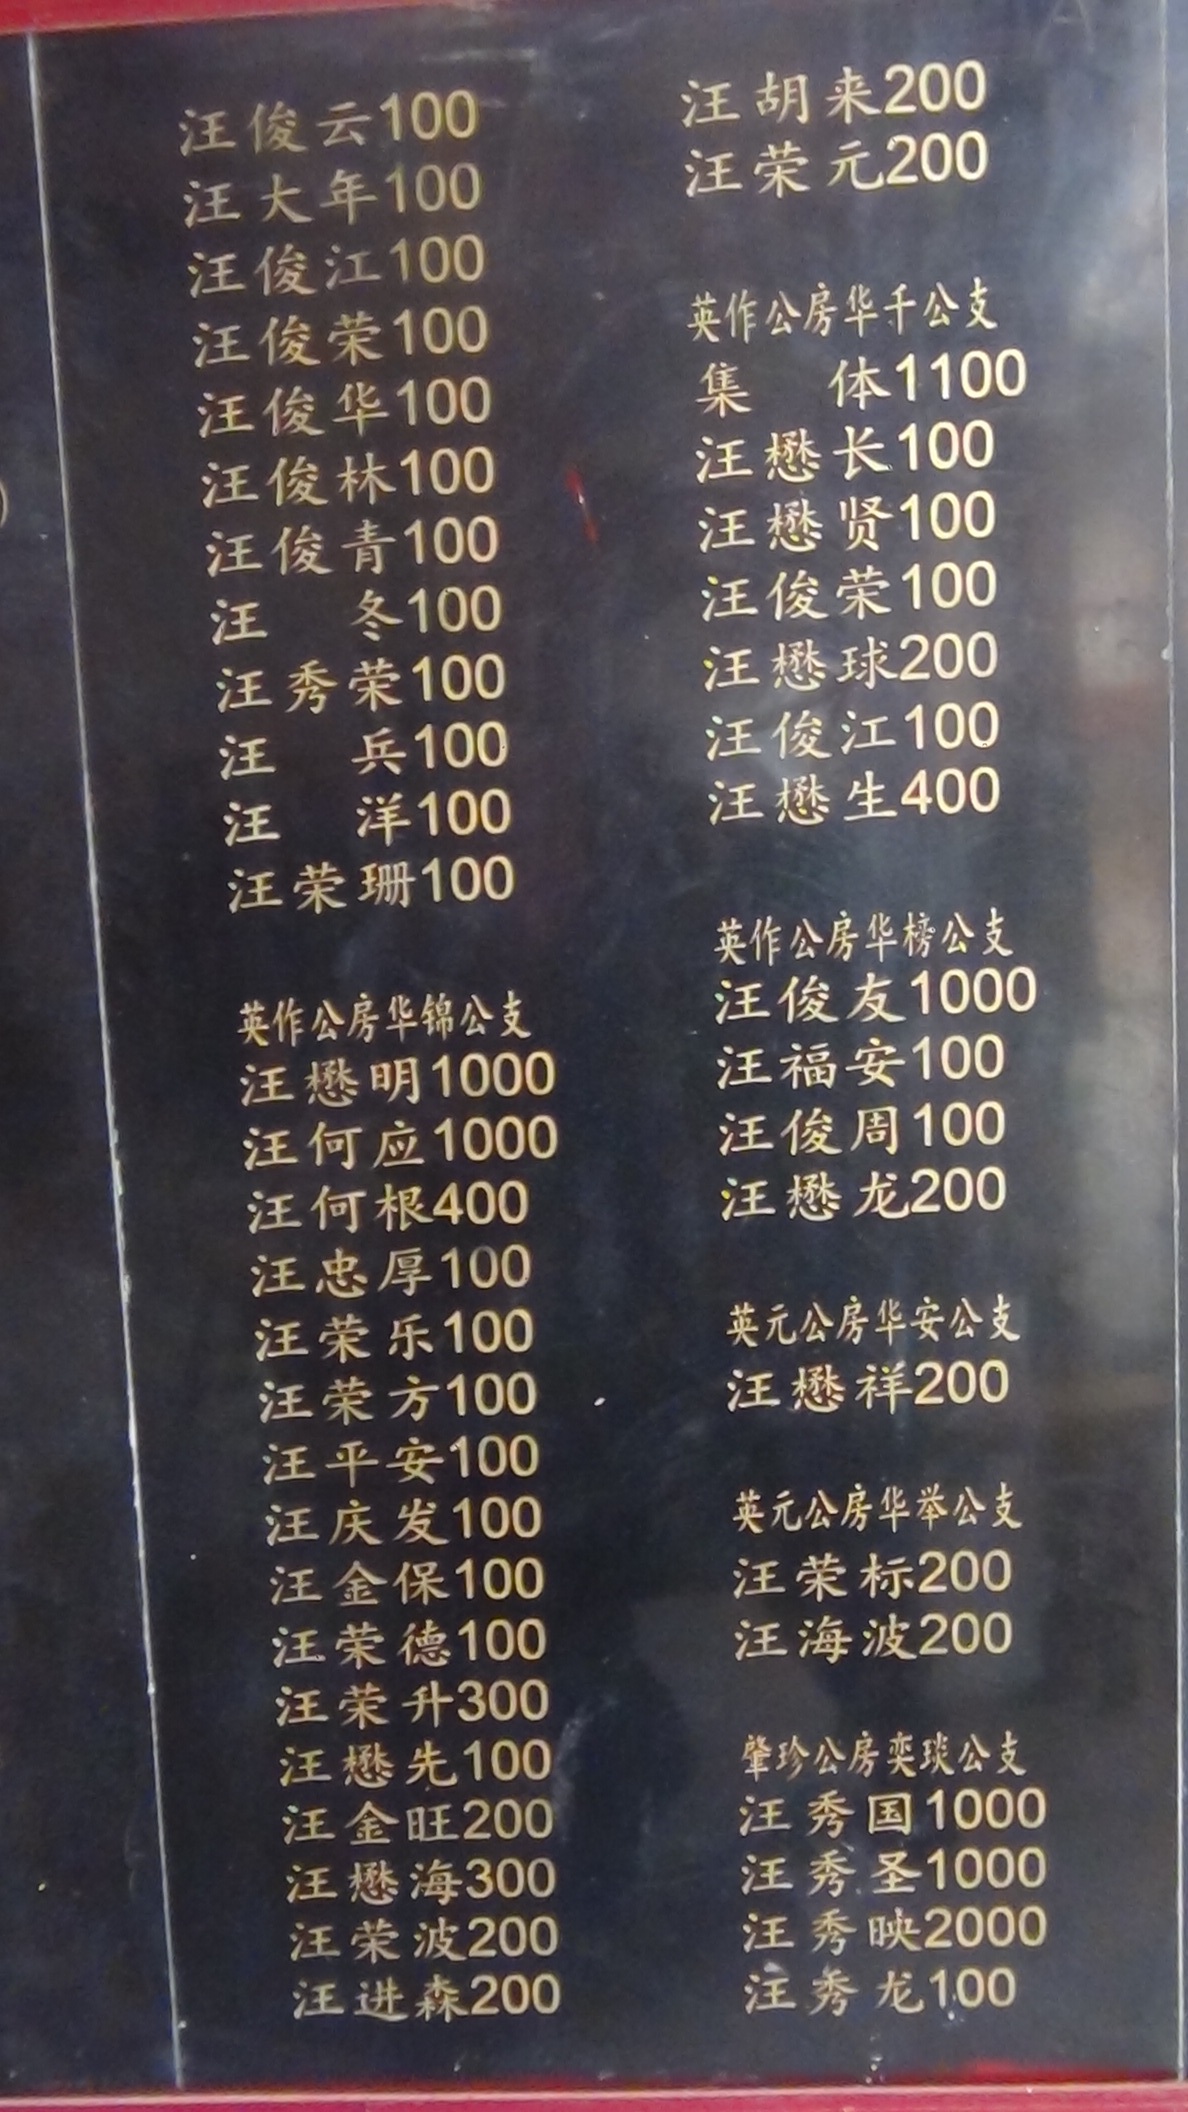 汪俊云100
汪大年100
汪俊江100
汪俊荣100
汪俊华100
汪俊林100
汪俊青100
汪 冬100
汪秀荣100
汪 兵100
汪 洋100
汪荣珊100
英作公房华锦公支
汪懋明1000
汪何应1000
汪何根400
汪忠厚100
汪荣乐100
汪荣方100
汪平安100
汪庆发100
汪金保100
汪荣德100
汪荣升300
汪懋先100
汪金旺200
汪懋海300
汪荣波200
汪进森200
汪胡来200
汪荣元200
英作公房华千公支
集 体1100
汪懋长100
汪懋贤100
汪俊荣100
汪懋球200
汪俊江100
汪懋生400
英作公房华榜公支
汪俊友1000
汪福安100
汪俊周100
汪懋龙200
英元公房华安公支
汪懋祥200
英元公房华举公支
汪荣标200
汪海波200
肇珍公房奕琰公支
汪秀国1000
汪秀圣1000
汪秀映2000
汪秀龙100